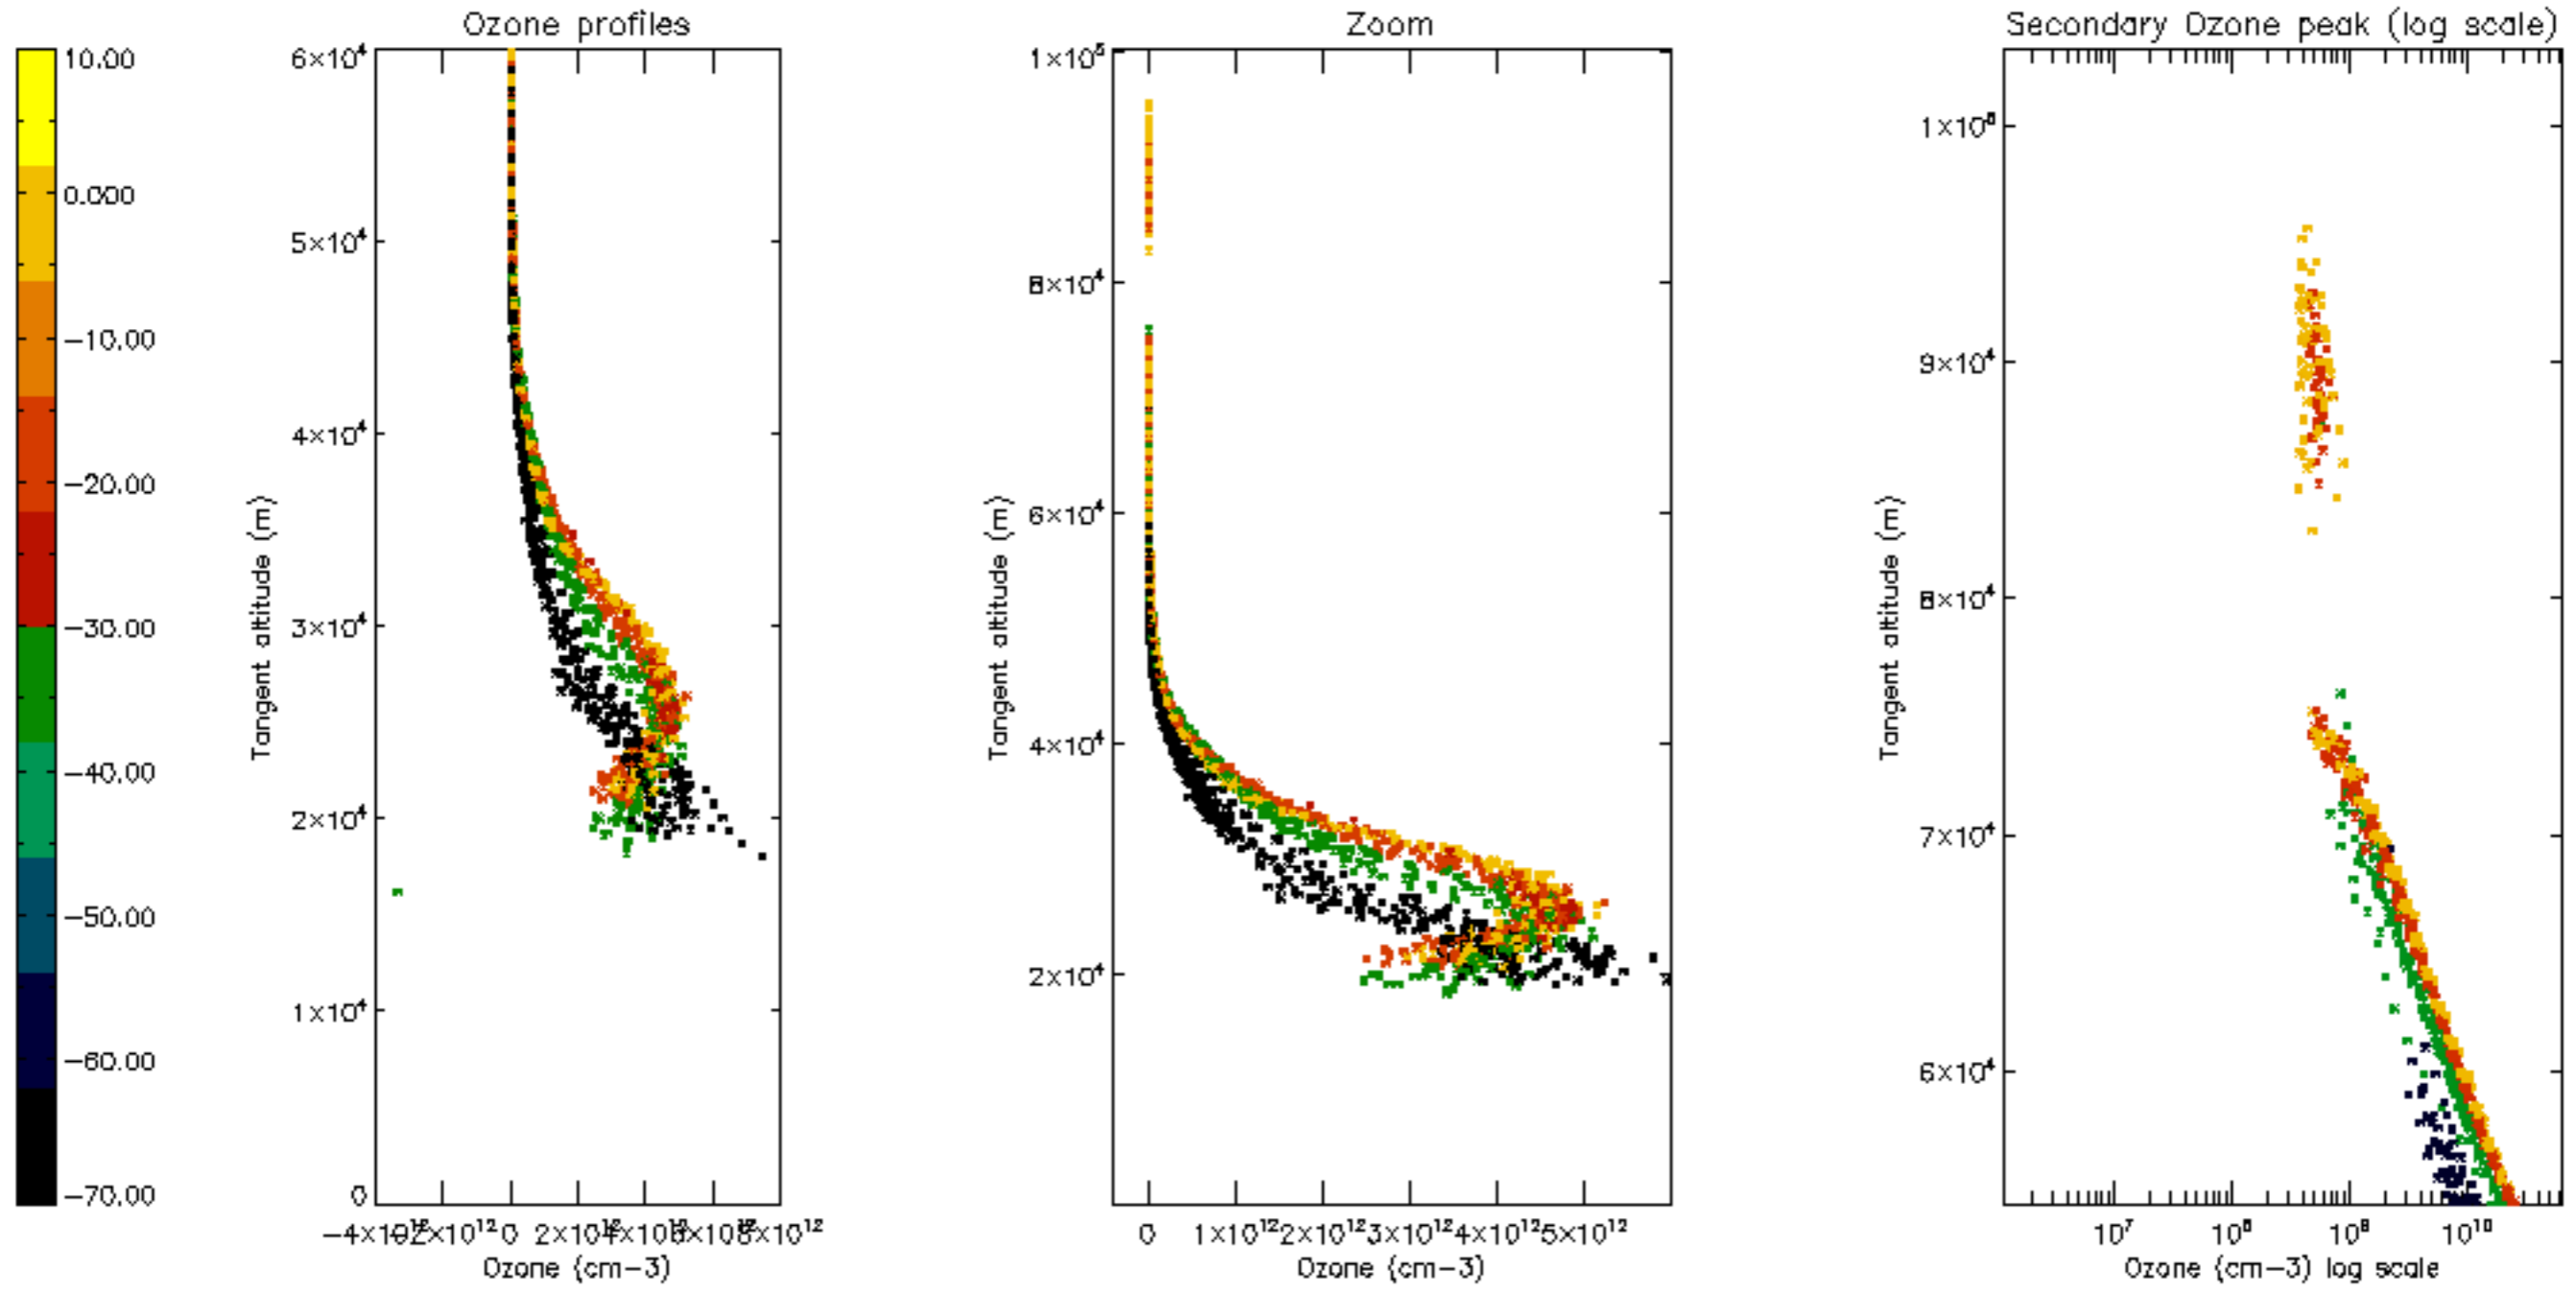 Ozone profiles
Zoom
Secondary Ozone peak (log scale)
10.00
0.00
−10.00
−20.00
−30.00
−40.00
−50.00
−60.00
−70.00
6×10⁴
5×10⁴
4×10⁴
3×10⁴
2×10⁴
1×10⁴
0
Tangent altitude (m)
0
Ozone (cm−3)
1×10⁵
8×10⁴
6×10⁴
4×10⁴
2×10⁴
Tangent altitude (m)
0 1×10¹² 2×10¹² 3×10¹² 4×10¹² 5×10¹²
Ozone (cm−3)
1×10⁵
9×10⁴
8×10⁴
7×10⁴
6×10⁴
Tangent altitude (m)
10⁷ 10⁸ 10⁹ 10¹⁰
Ozone (cm−3) log scale